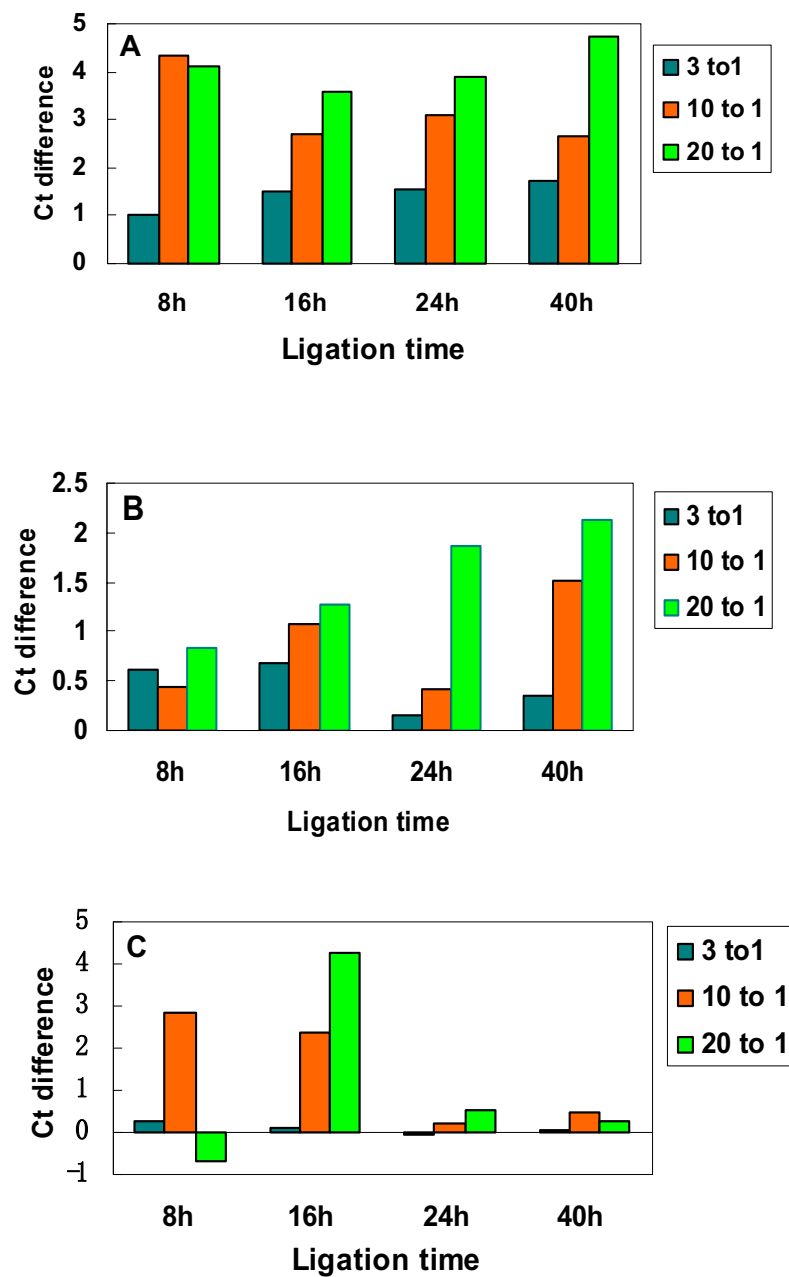 A
Ct difference
5
4
3
2
1
0
8h 16h 24h 40h
Ligation time
3 to1
10 to 1
20 to 1
B
Ct difference
2.5
2
1.5
1
0.5
0
8h 16h 24h 40h
Ligation time
3 to1
10 to 1
20 to 1
C
Ct difference
5
4
3
2
1
0
-1
8h 16h 24h 40h
Ligation time
3 to1
10 to 1
20 to 1